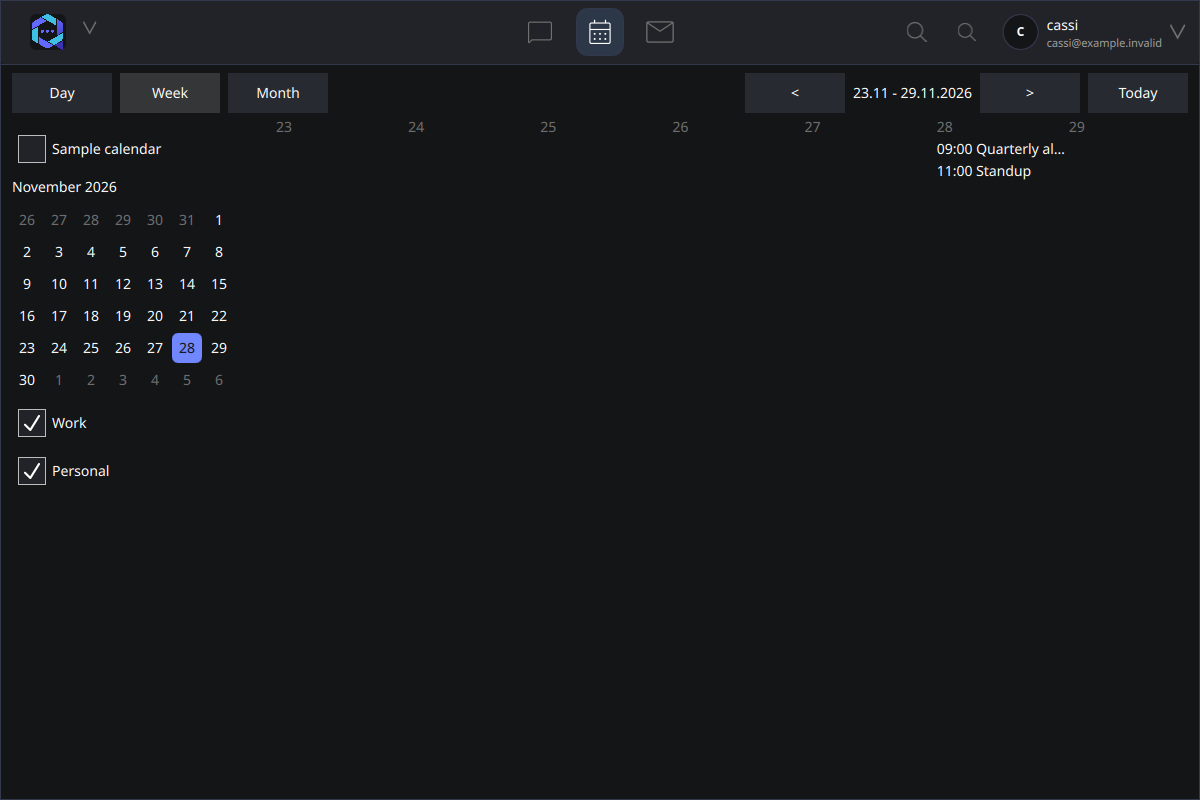 C
cassi
cassi@example.invalid
Day Week Month < 23.11 - 29.11.2026 > Today
23 24 25 26 27 28 29
Sample calendar
09:00 Quarterly al...
11:00 Standup
November 2026
26 27 28 29 30 31 1
2 3 4 5 6 7 8
9 10 11 12 13 14 15
16 17 18 19 20 21 22
23 24 25 26 27 28 29
30 1 2 3 4 5 6
Work
Personal